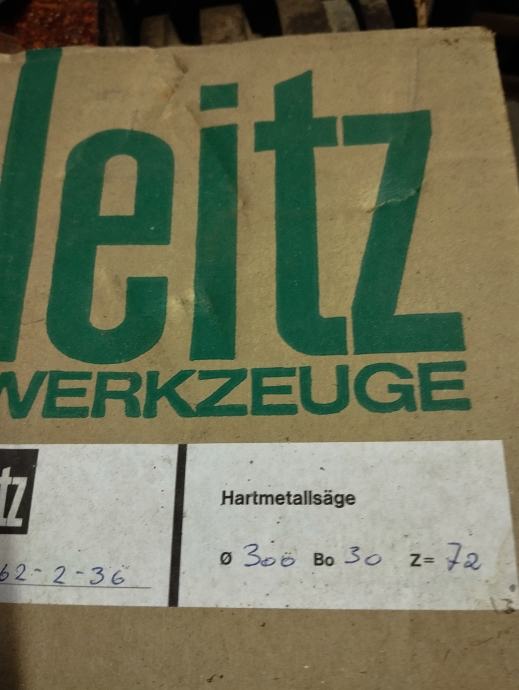 leitz
WERKZEUGE
tz
Hartmetallsäge
Ø 300 Bo 30 Z= 72
62-2-36